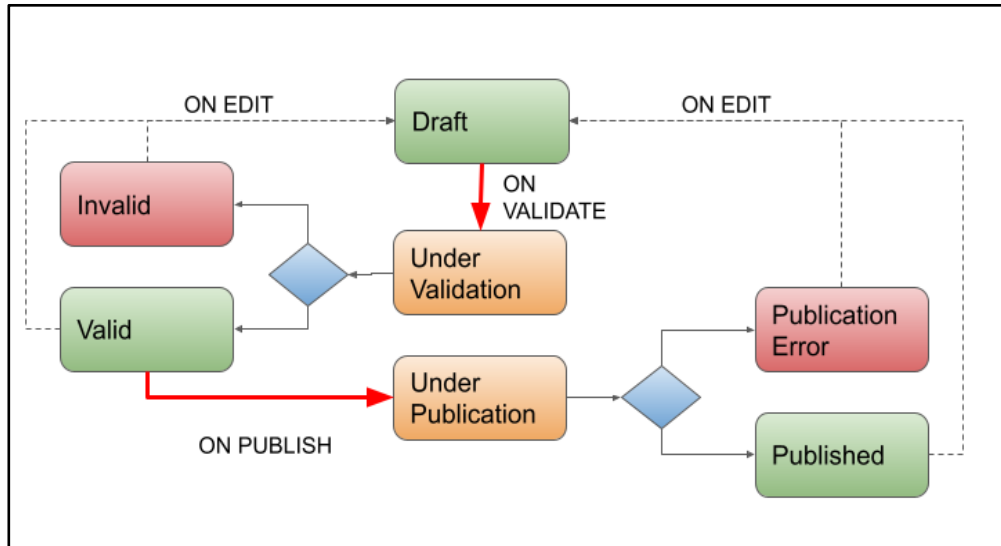 ON EDIT
ON EDIT
Draft
ON
VALIDATE
Invalid
Under
Validation
Valid
Publication
Error
Under
Publication
ON PUBLISH
Published